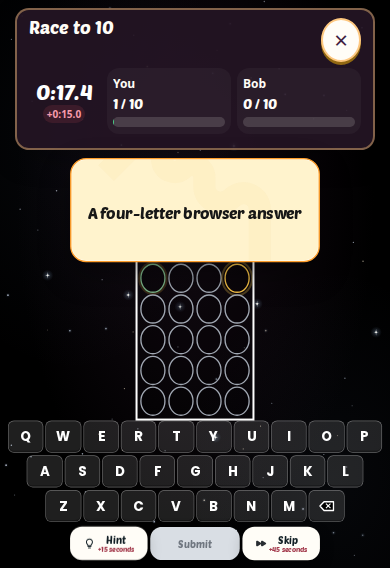 Race to 10
×
0:17.4
+0:15.0
You
1 / 10
Bob
0 / 10
A four-letter browser answer
Q W E R T Y U I O P
A S D F G H J K L
Z X C V B N M
Hint
+15 seconds
Submit
Skip
+45 seconds